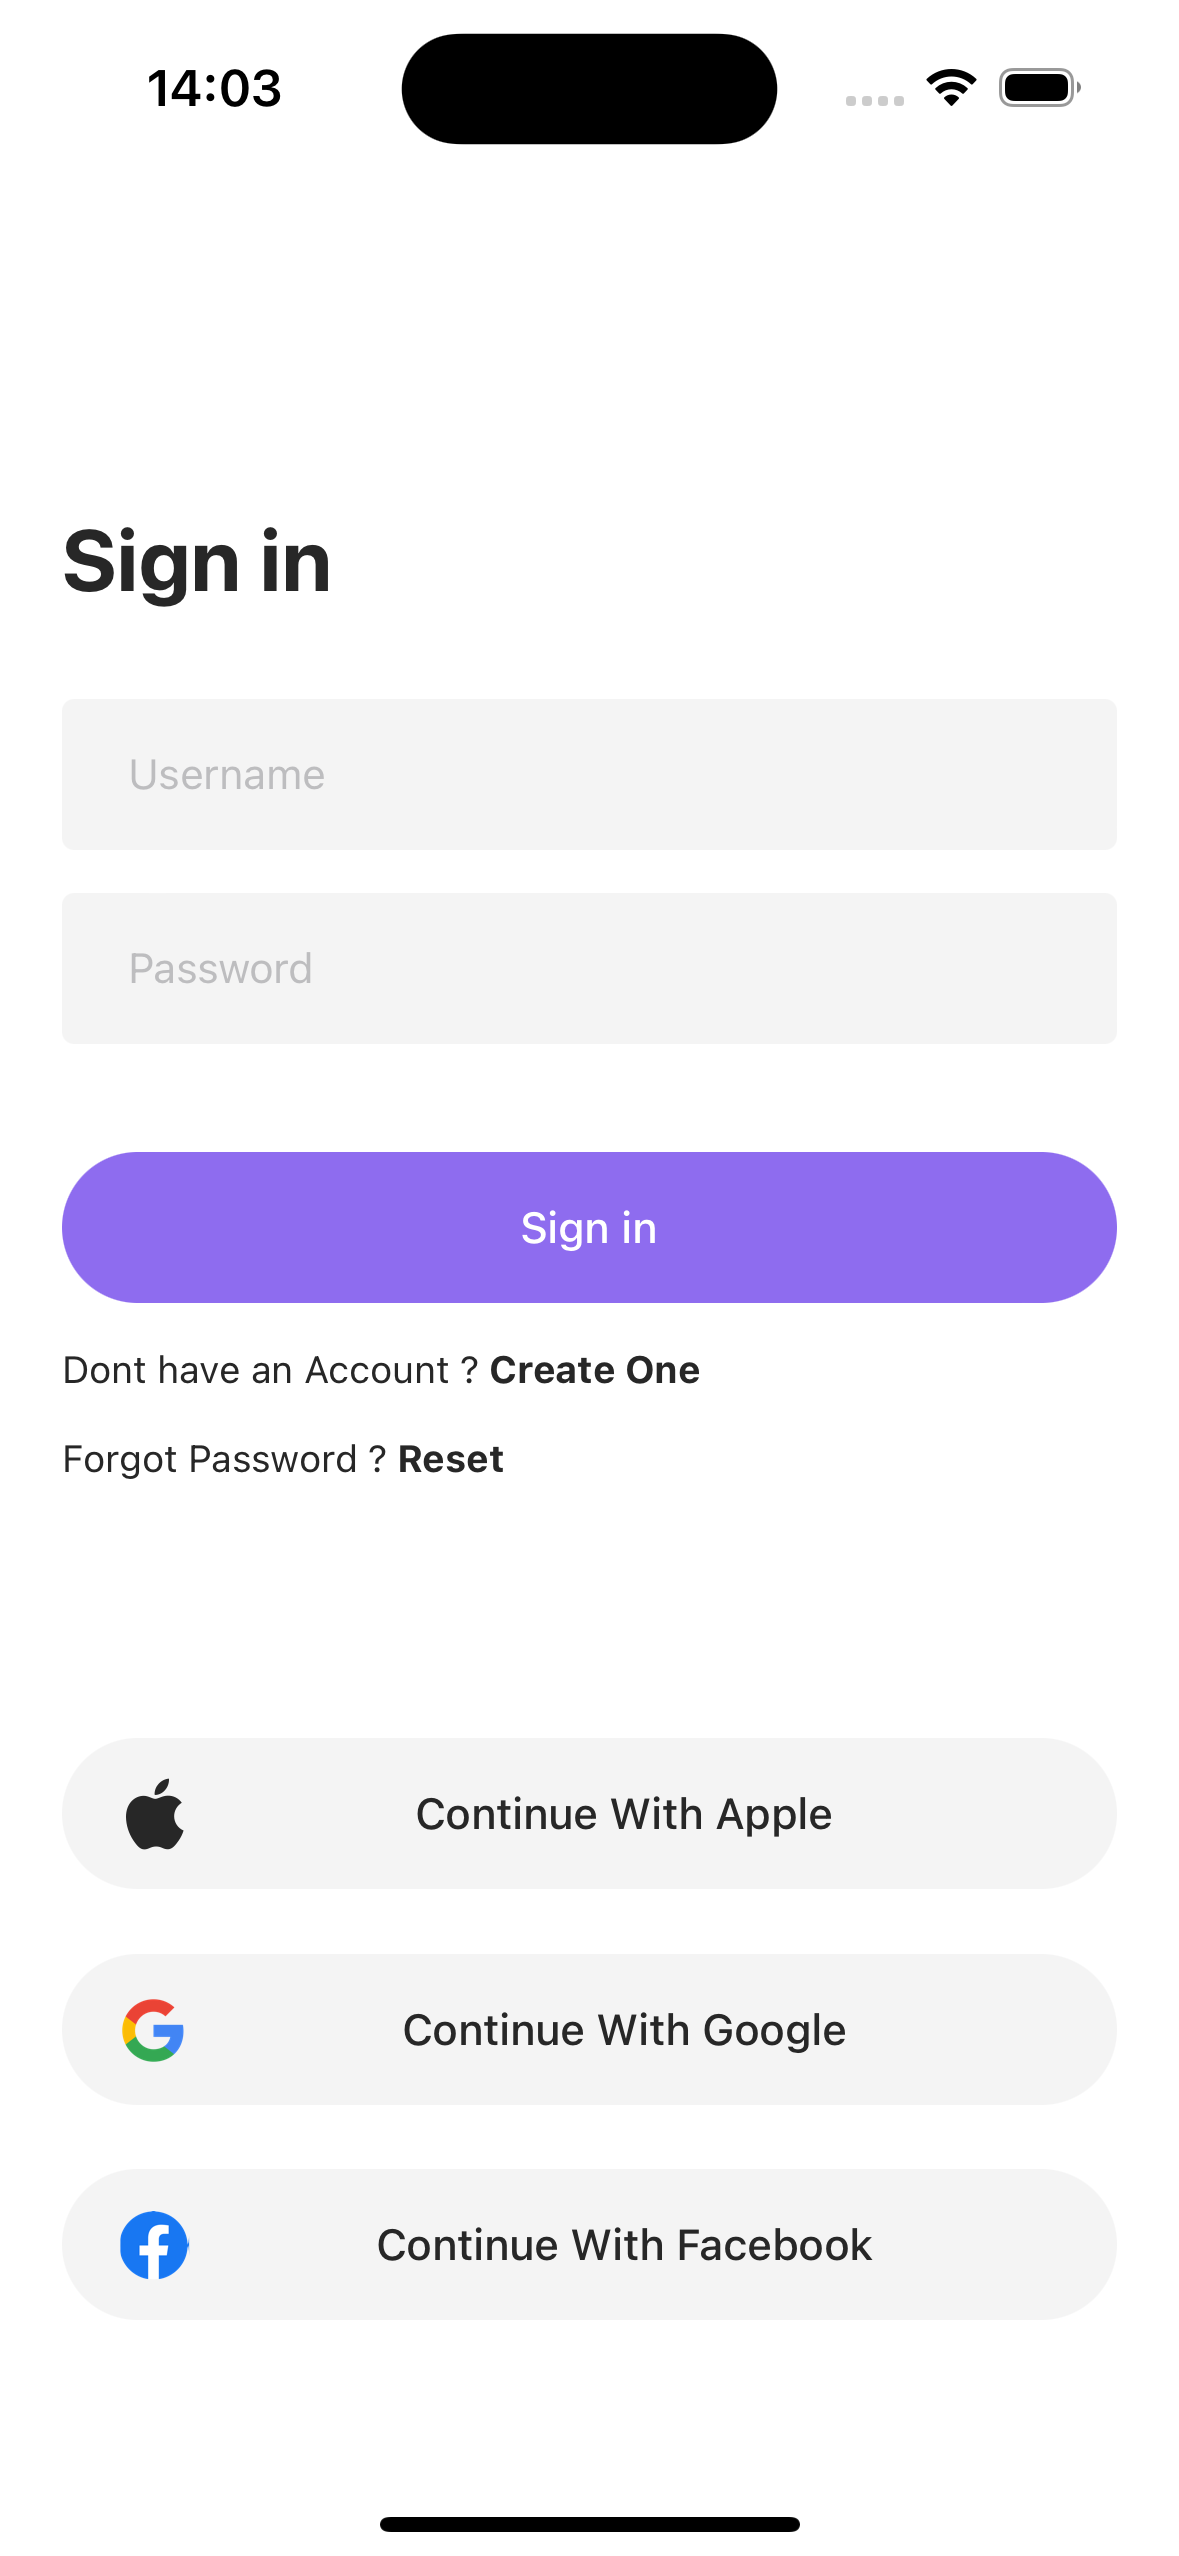 14:03
Sign in
Username
Password
Sign in
Dont have an Account ? Create One
Forgot Password ? Reset
Continue With Apple
Continue With Google
Continue With Facebook